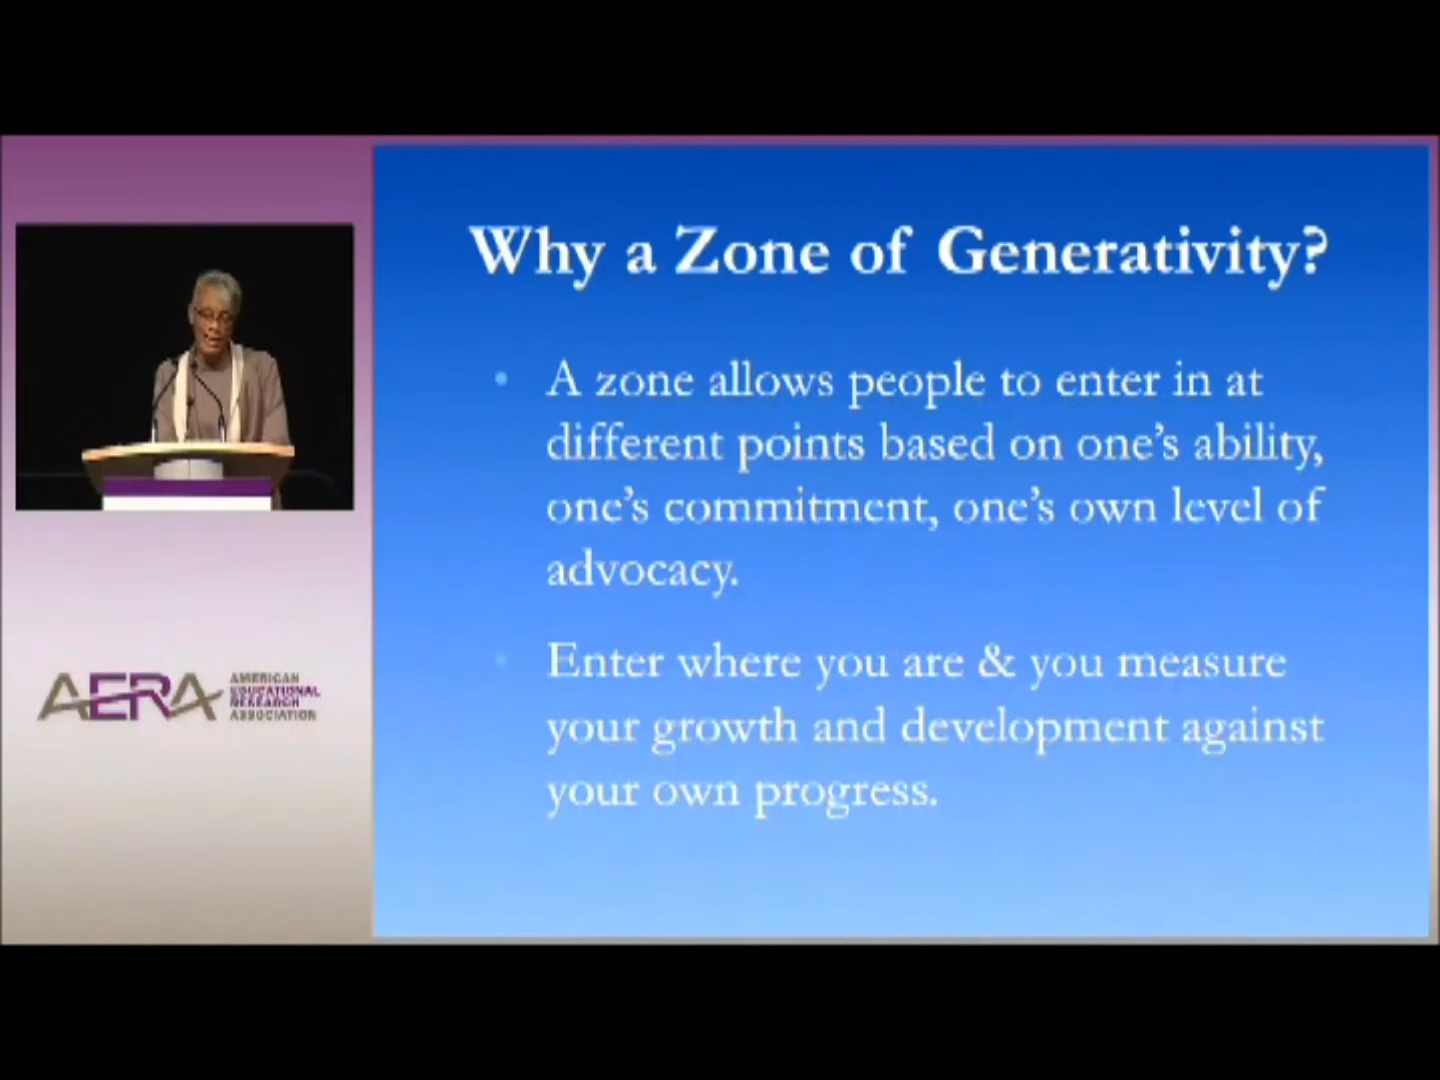 Why a Zone of Generativity?
• A zone allows people to enter in at
different points based on one's ability,
one's commitment, one's own level of
advocacy.
• Enter where you are & you measure
your growth and development against
your own progress.
AERA
AMERICAN
EDUCATIONAL
RESEARCH
ASSOCIATION